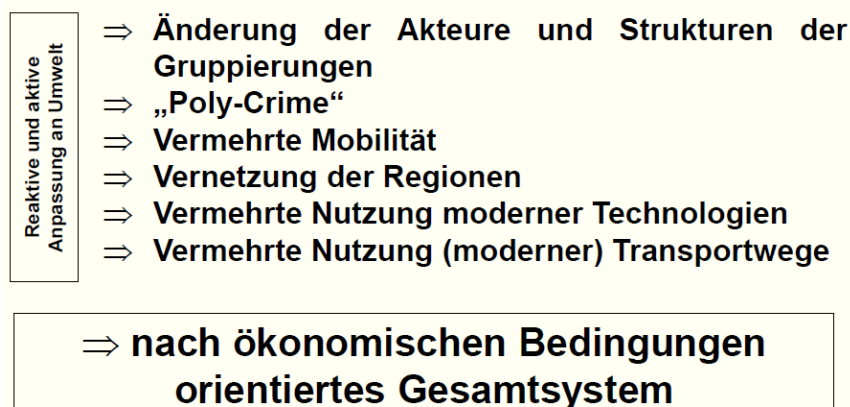 Reaktive und aktive
Anpassung an Umwelt
⇒ Änderung der Akteure und Strukturen der
Gruppierungen
⇒ „Poly-Crime“
⇒ Vermehrte Mobilität
⇒ Vernetzung der Regionen
⇒ Vermehrte Nutzung moderner Technologien
⇒ Vermehrte Nutzung (moderner) Transportwege
⇒ nach ökonomischen Bedingungen
orientiertes Gesamtsystem